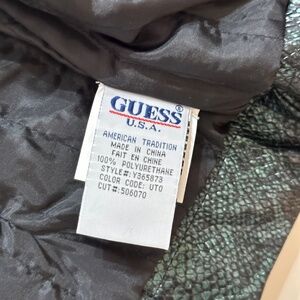 GUESS®
U.S.A.
AMERICAN TRADITION
MADE IN CHINA
FAIT EN CHINE
100% POLYURETHANE
STYLE#: Y365873
COLOR CODE: UTO
CUT#: 506070